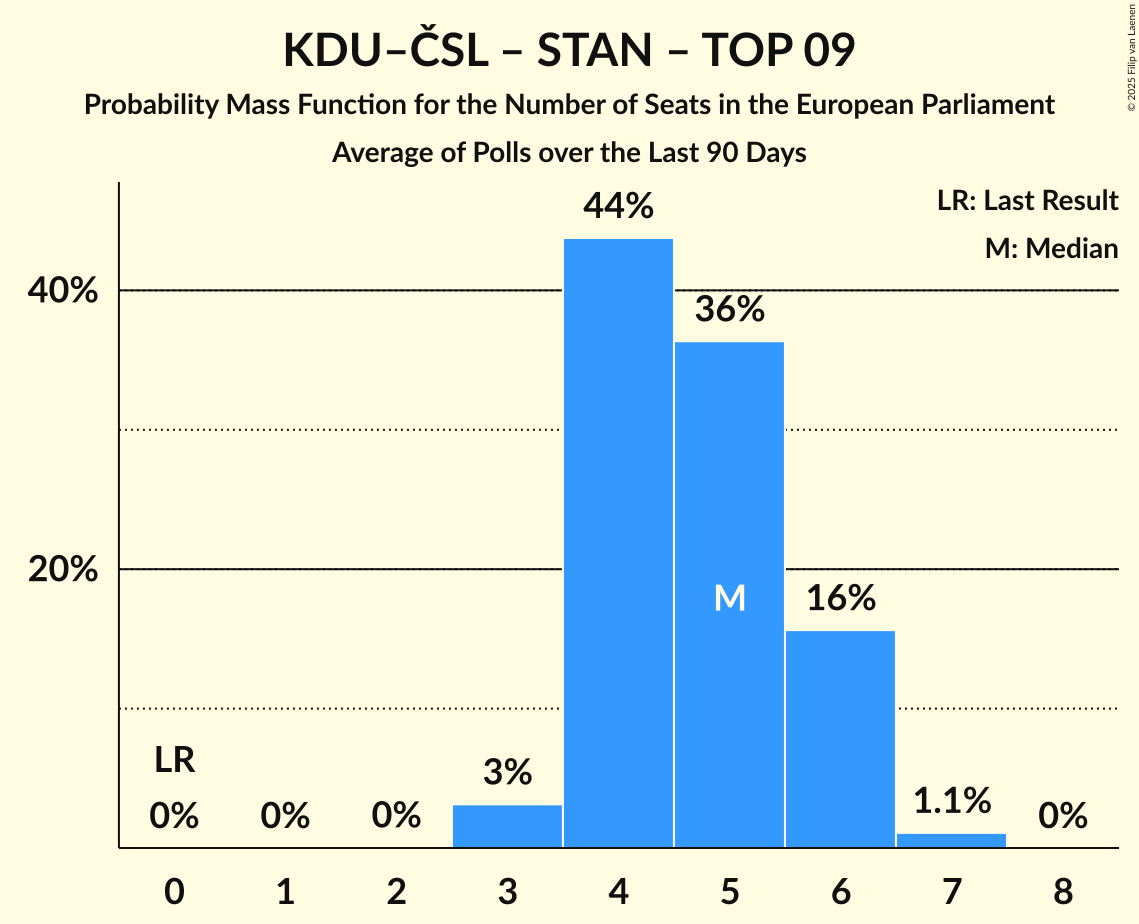 KDU–ČSL – STAN – TOP 09
Probability Mass Function for the Number of Seats in the European Parliament
Average of Polls over the Last 90 Days
© 2025 Filip van Laenen
LR: Last Result
M: Median
44%
40%
36%
20%
M
16%
LR
3%
1.1%
0% 0% 0% 0%
0 1 2 3 4 5 6 7 8